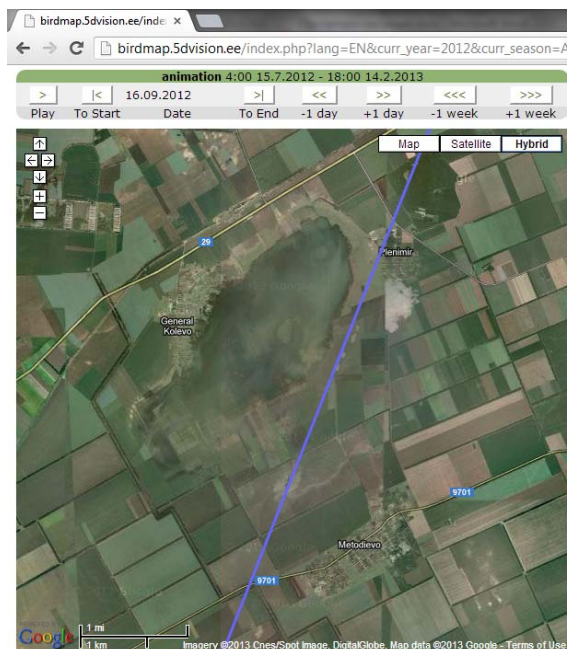 birdmap.5dvision.ee/inde
birdmap.5dvision.ee/index.php?lang=EN&curr_year=2012&curr_season=A
animation 4:00 15.7.2012 - 18:00 14.2.2013
> |< 16.09.2012 >| << >> <<< >>>
Play To Start Date To End -1 day +1 day -1 week +1 week
Map Satellite Hybrid
29
Plenimir
General
Kolevo
9701
Metodievo
9701
POWERED BY
Google
1 mi
1 km
Imagery ©2013 Cnes/Spot Image, DigitalGlobe, Map data ©2013 Google - Terms of Use